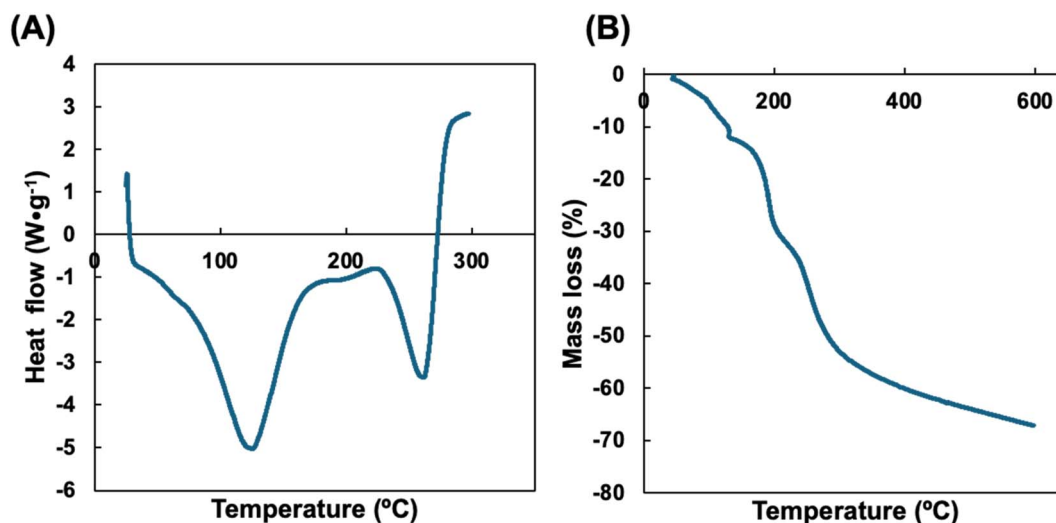 (A)
4
3
2
1
0
-1
-2
-3
-4
-5
-6
0 100 200 300
Heat flow (W•g⁻¹)
Temperature (ºC)
(B)
0
-10
-20
-30
-40
-50
-60
-70
-80
0 200 400 600
Mass loss (%)
Temperature (ºC)